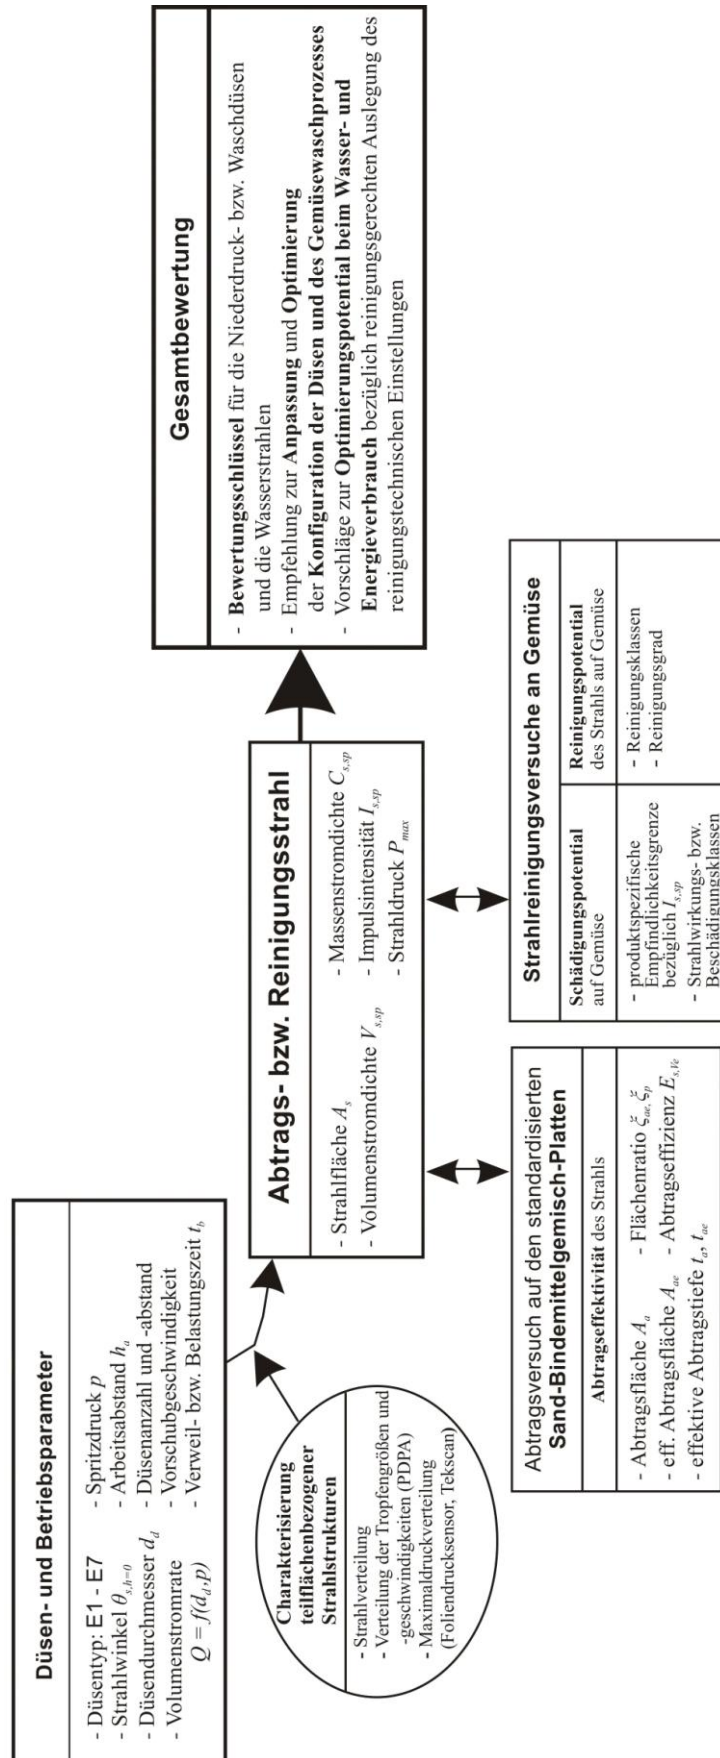 Düsen- und Betriebsparameter
- Düsentyp: E1 - E7
- Strahlwinkel θs,h=0
- Düsendurchmesser dd
- Volumenstromrate
Q = f(dd,p)
- Spritzdruck p
- Arbeitsabstand ha
- Düsenanzahl und -abstand
- Vorschubgeschwindigkeit
- Verweil- bzw. Belastungszeit tb
Charakterisierung
teilflächenbezogener
Strahlstrukturen
- Strahlverteilung
- Verteilung der Tropfengrößen und
-geschwindigkeiten (PDPA)
- Maximaldruckverteilung
(Foliendrucksensor, Tekscan)
Abtrags- bzw. Reinigungsstrahl
- Strahlfläche As
- Volumenstromdichte Vs,sp
- Massenstromdichte Cs,sp
- Impulsintensität Is,sp
- Strahldruck Pmax
Abtragsversuch auf den standardisierten
Sand-Bindemittelgemisch-Platten
Abtragseffektivität des Strahls
- Abtragsfläche Aa
- eff. Abtragsfläche Aae
- effektive Abtragstiefe ta, tae
- Flächenratio ξae, ξp
- Abtragseffizienz Es,Ve
Strahlreinigungsversuche an Gemüse
Schädigungspotential
auf Gemüse
- produktspezifische
Empfindlichkeitsgrenze
bezüglich Is,sp
- Strahlwirkungs- bzw.
Beschädigungsklassen
Reinigungspotential
des Strahls auf Gemüse
- Reinigungsklassen
- Reinigungsgrad
Gesamtbewertung
- Bewertungsschlüssel für die Niederdruck- bzw. Waschdüsen
und die Wasserstrahlen
- Empfehlung zur Anpassung und Optimierung
der Konfiguration der Düsen und des Gemüsewaschprozesses
- Vorschläge zur Optimierungspotential beim Wasser- und
Energieverbrauch bezüglich reinigungsgerechten Auslegung des
reinigungstechnischen Einstellungen